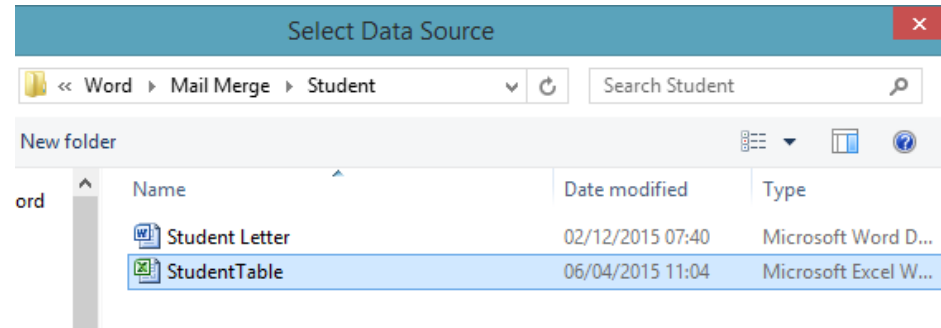 Select Data Source
« Word Mail Merge Student Search Student
New folder
ord Name Date modified Type
Student Letter 02/12/2015 07:40 Microsoft Word D...
StudentTable 06/04/2015 11:04 Microsoft Excel W...